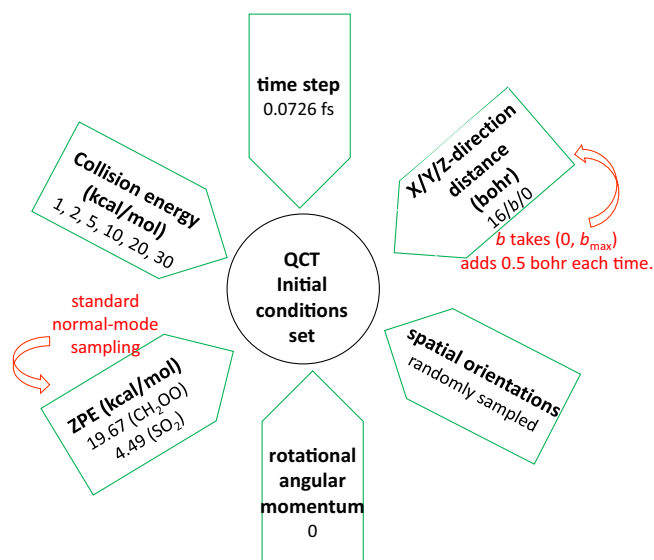 time step
0.0726 fs
Collision energy
(kcal/mol)
1, 2, 5, 10, 20, 30
X/Y/Z-direction
distance
(bohr)
16/b/0
b takes (0, bmax)
adds 0.5 bohr each time.
QCT
Initial
conditions
set
standard
normal-mode
sampling
ZPE (kcal/mol)
19.67 (CH₂OO)
4.49 (SO₂)
spatial orientations
randomly sampled
rotational
angular
momentum
0